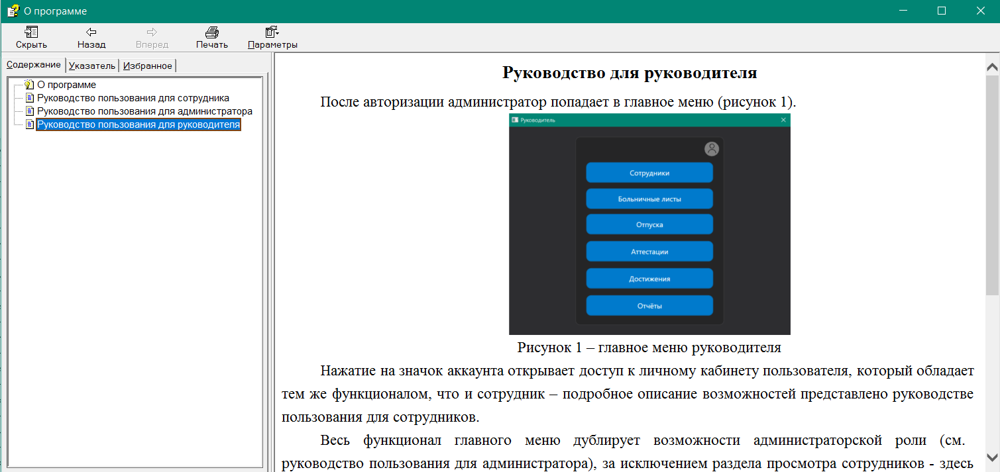 О программе
Скрыть
Назад
Вперед
Печать
Параметры
Содержание
Указатель
Избранное
О программе
Руководство пользования для сотрудника
Руководство пользования для администратора
Руководство пользования для руководителя
Руководство для руководителя
После авторизации администратор попадает в главное меню (рисунок 1).
Руководитель
Сотрудники
Больничные листы
Отпуска
Аттестации
Достижения
Отчёты
Рисунок 1 – главное меню руководителя
Нажатие на значок аккаунта открывает доступ к личному кабинету пользователя, который обладает
тем же функционалом, что и сотрудник – подробное описание возможностей представлено руководстве
пользования для сотрудников.
Весь функционал главного меню дублирует возможности администраторской роли (см.
руководство пользования для администратора), за исключением раздела просмотра сотрудников - здесь